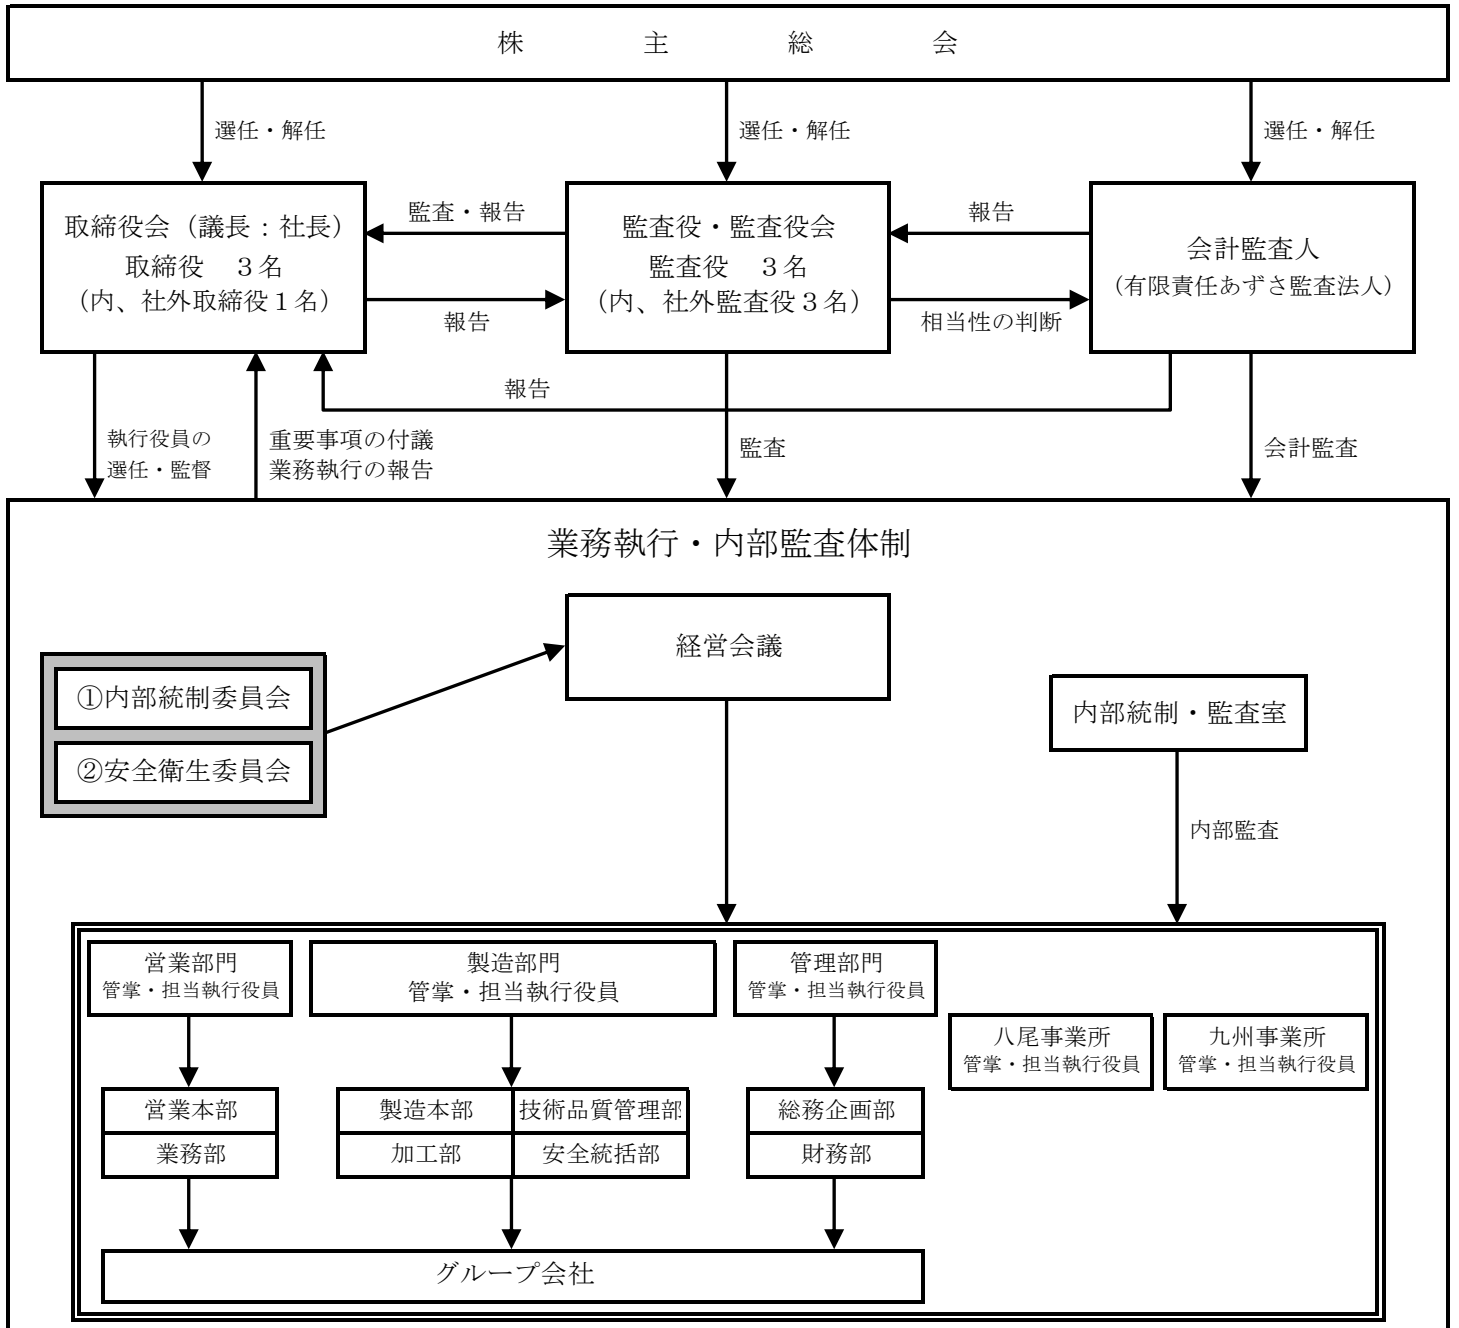 株主総会
選任・解任
選任・解任
選任・解任
取締役会（議長：社長）
取締役　３名
（内、社外取締役１名）
監査・報告
報告
監査役・監査役会
監査役　３名
（内、社外監査役３名）
報告
相当性の判断
会計監査人
（有限責任あずさ監査法人）
報告
執行役員の
選任・監督
重要事項の付議
業務執行の報告
監査
会計監査
業務執行・内部監査体制
経営会議
①内部統制委員会
②安全衛生委員会
内部統制・監査室
内部監査
営業部門
管掌・担当執行役員
製造部門
管掌・担当執行役員
管理部門
管掌・担当執行役員
八尾事業所
管掌・担当執行役員
九州事業所
管掌・担当執行役員
営業本部
業務部
製造本部
技術品質管理部
加工部
安全統括部
総務企画部
財務部
グループ会社